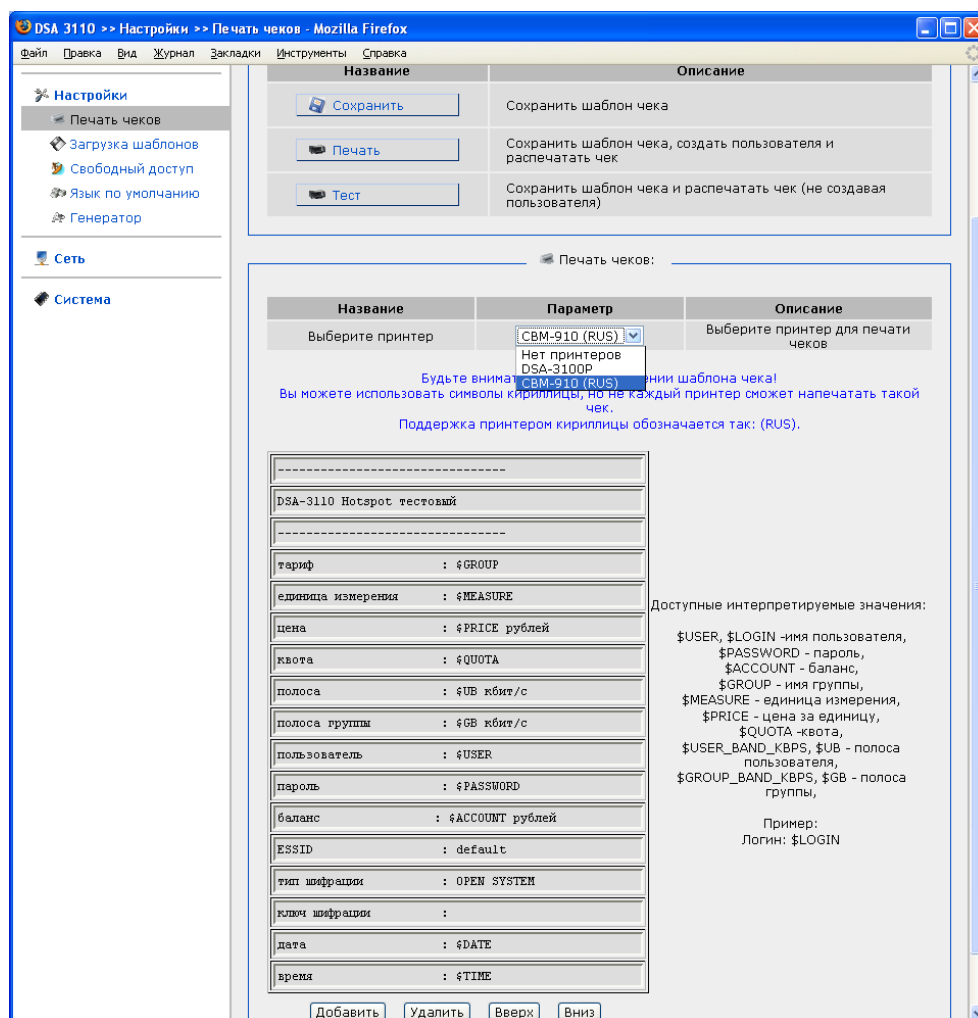 DSA 3110 >> Настройки >> Печать чеков - Mozilla Firefox
Файл Правка Вид Журнал Закладки Инструменты Справка
Настройки
Печать чеков
Загрузка шаблонов
Свободный доступ
Язык по умолчанию
Генератор
Сеть
Система
Название Описание
Сохранить Сохранить шаблон чека
Печать Сохранить шаблон чека, создать пользователя и
распечатать чек
Тест Сохранить шаблон чека и распечатать чек (не создавая
пользователя)
Печать чеков:
Название Параметр Описание
Выберите принтер CBM-910 (RUS) Выберите принтер для печати
чеков
Нет принтеров
DSA-3100P
CBM-910 (RUS)
Будьте шаблона чека!
Вы можете использовать символы кириллицы, но не каждый принтер сможет напечатать такой
чек.
Поддержка принтером кириллицы обозначается так: (RUS).
--------------------------------
DSA-3110 Hotspot тестовый
--------------------------------
тариф : $GROUP
единица измерения : $MEASURE
цена : $PRICE рублей
квота : $QUOTA
полоса : $UB кбит/с
полоса группы : $GB кбит/с
пользователь : $USER
пароль : $PASSWORD
баланс : $ACCOUNT рублей
ESSID : default
тип шифрации : OPEN SYSTEM
ключ шифрации :
дата : $DATE
время : $TIME
Доступные интерпретируемые значения:
$USER, $LOGIN -имя пользователя,
$PASSWORD - пароль,
$ACCOUNT - баланс,
$GROUP - имя группы,
$MEASURE - единица измерения,
$PRICE - цена за единицу,
$QUOTA -квота,
$USER_BAND_KBPS, $UB - полоса
пользователя,
$GROUP_BAND_KBPS, $GB - полоса
группы,
Пример:
Логин: $LOGIN
Добавить Удалить Вверх Вниз